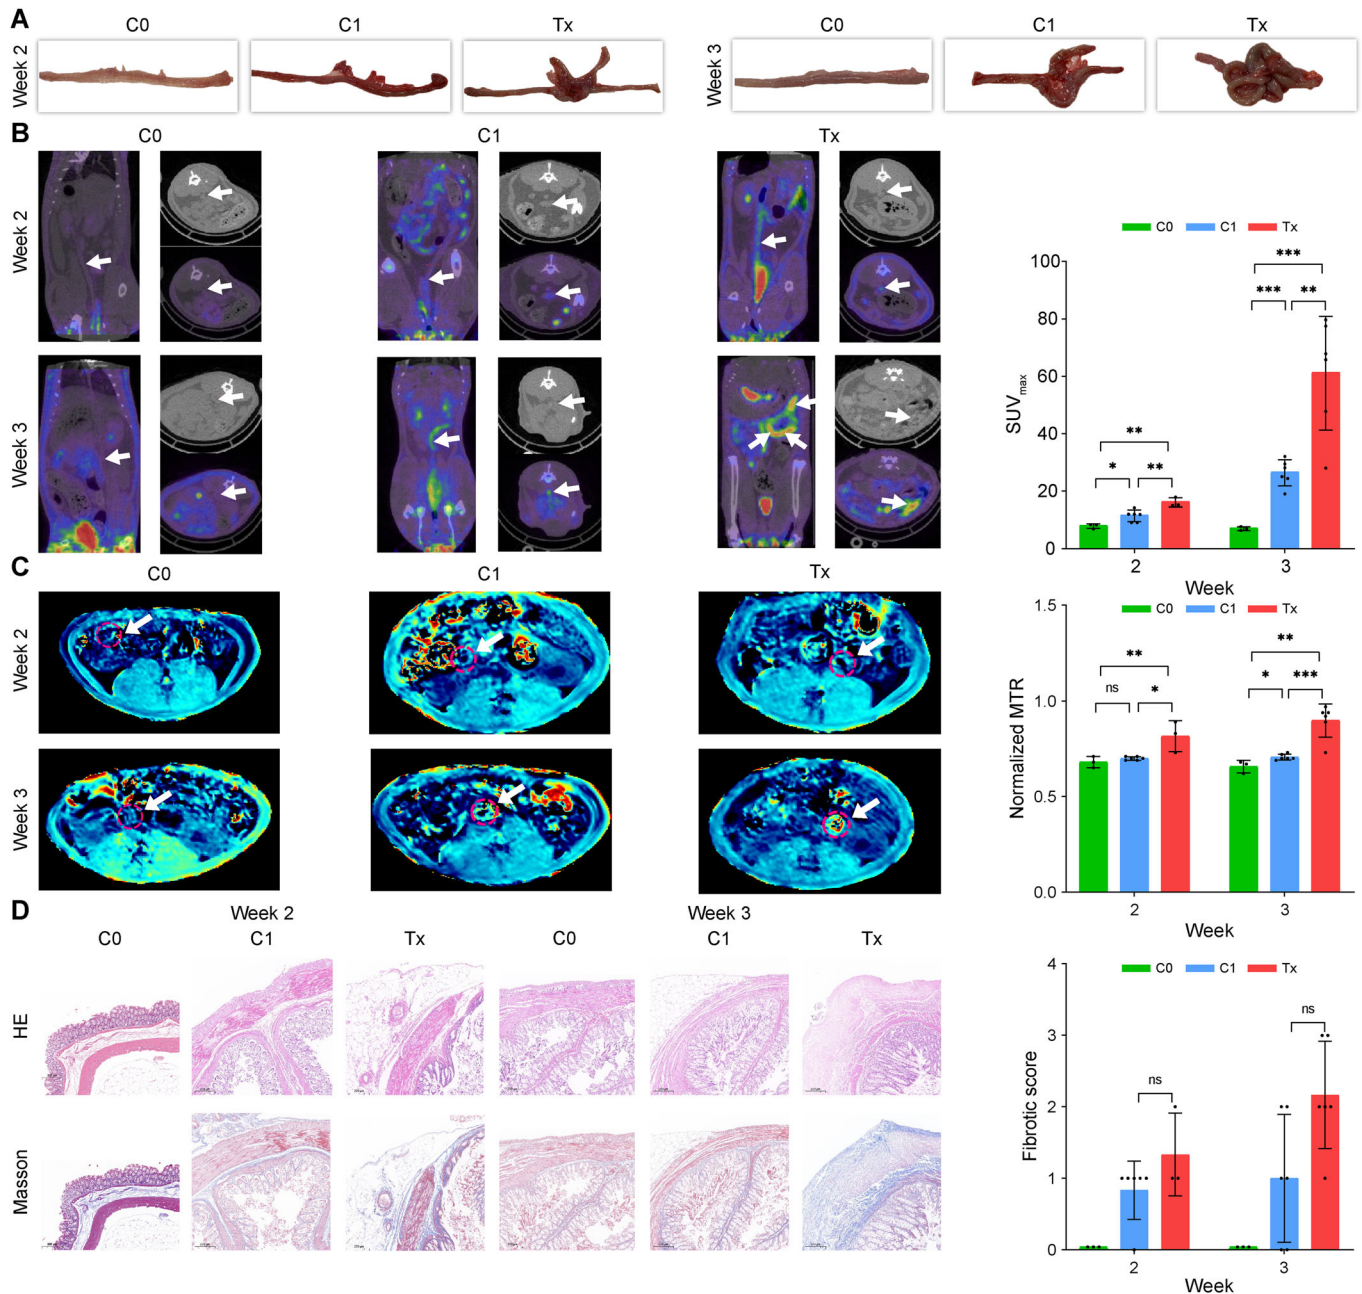 A
C0 C1 Tx C0 C1 Tx
Week 2
Week 3
B
C0 C1 Tx
Week 2
Week 3
C0 C1 Tx
100
80
60
40
20
0
SUVmax
*** 
*** **
**
* **
2 3
Week
C
C0 C1 Tx
Week 2
Week 3
C0 C1 Tx
1.5
1.0
0.5
0.0
Normalized MTR
**
* ***
**
ns *
2 3
Week
D
Week 2 Week 3
C0 C1 Tx C0 C1 Tx
HE
Masson
C0 C1 Tx
4
3
2
1
0
Fibrotic score
ns
ns
2 3
Week